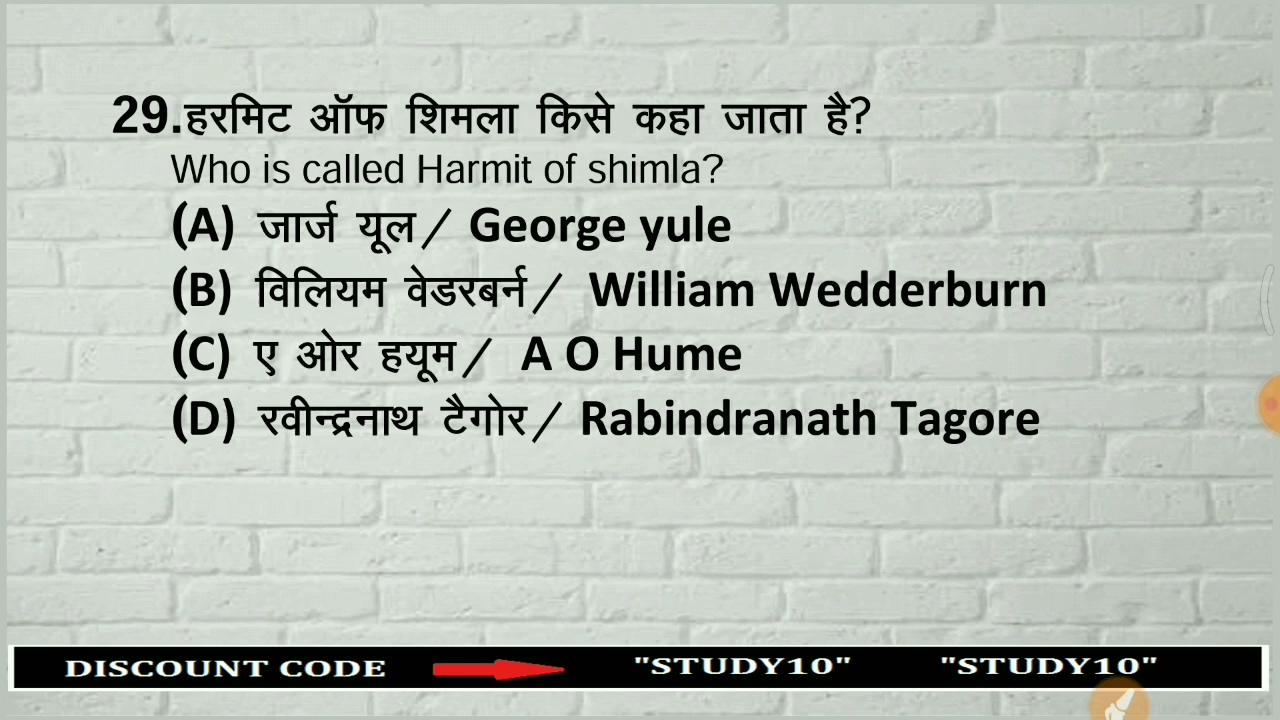 29.हरमिट ऑफ शिमला किसे कहा जाता है?
Who is called Harmit of shimla?
(A) जार्ज यूल/ George yule
(B) विलियम वेडरबर्न/ William Wedderburn
(C) ए ओर हयूम/ A O Hume
(D) रवीन्द्रनाथ टैगोर/ Rabindranath Tagore
DISCOUNT CODE "STUDY10" "STUDY10"